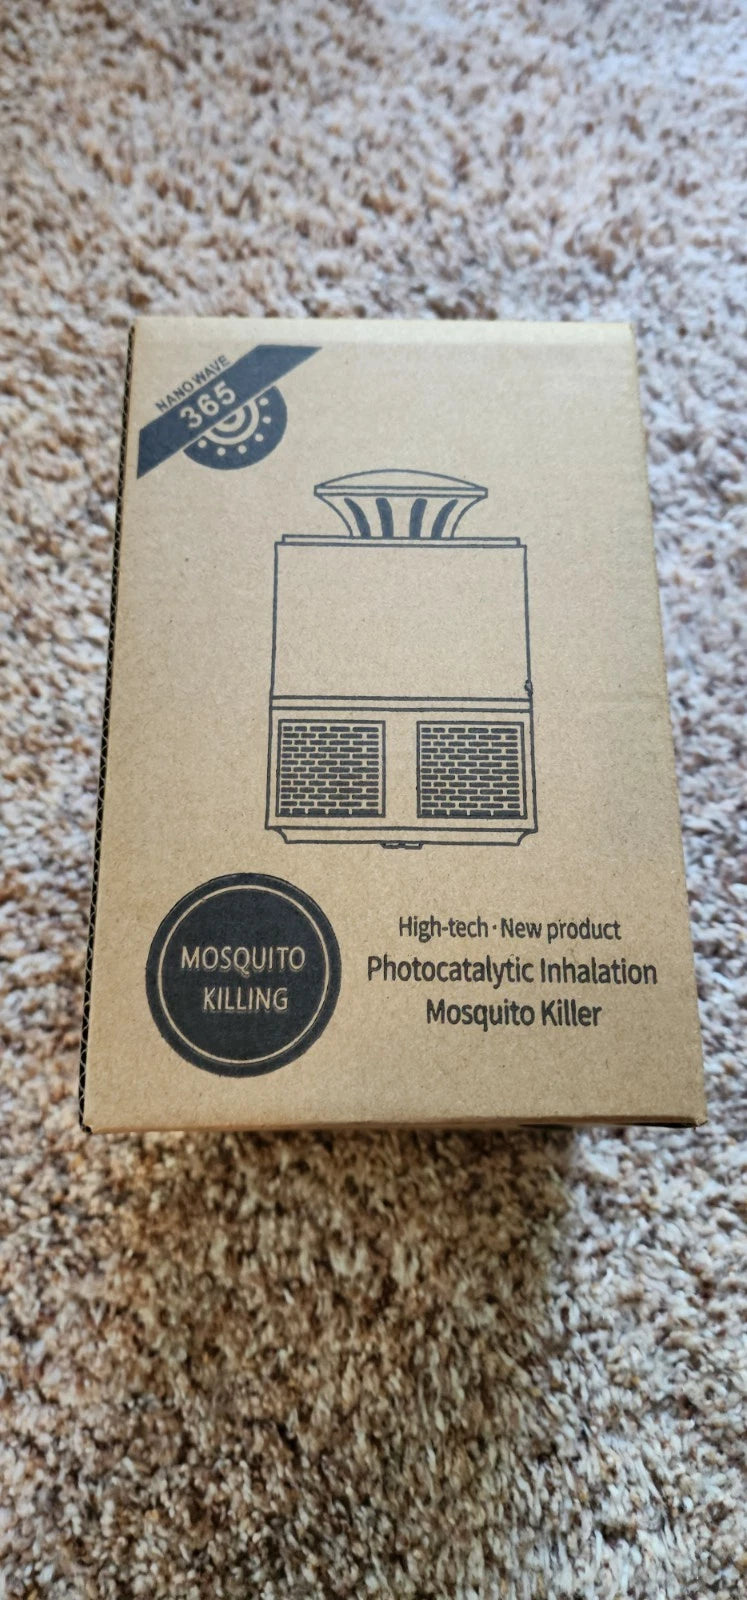 NANO WAVE
365
MOSQUITO
KILLING
High-tech · New product
Photocatalytic Inhalation
Mosquito Killer